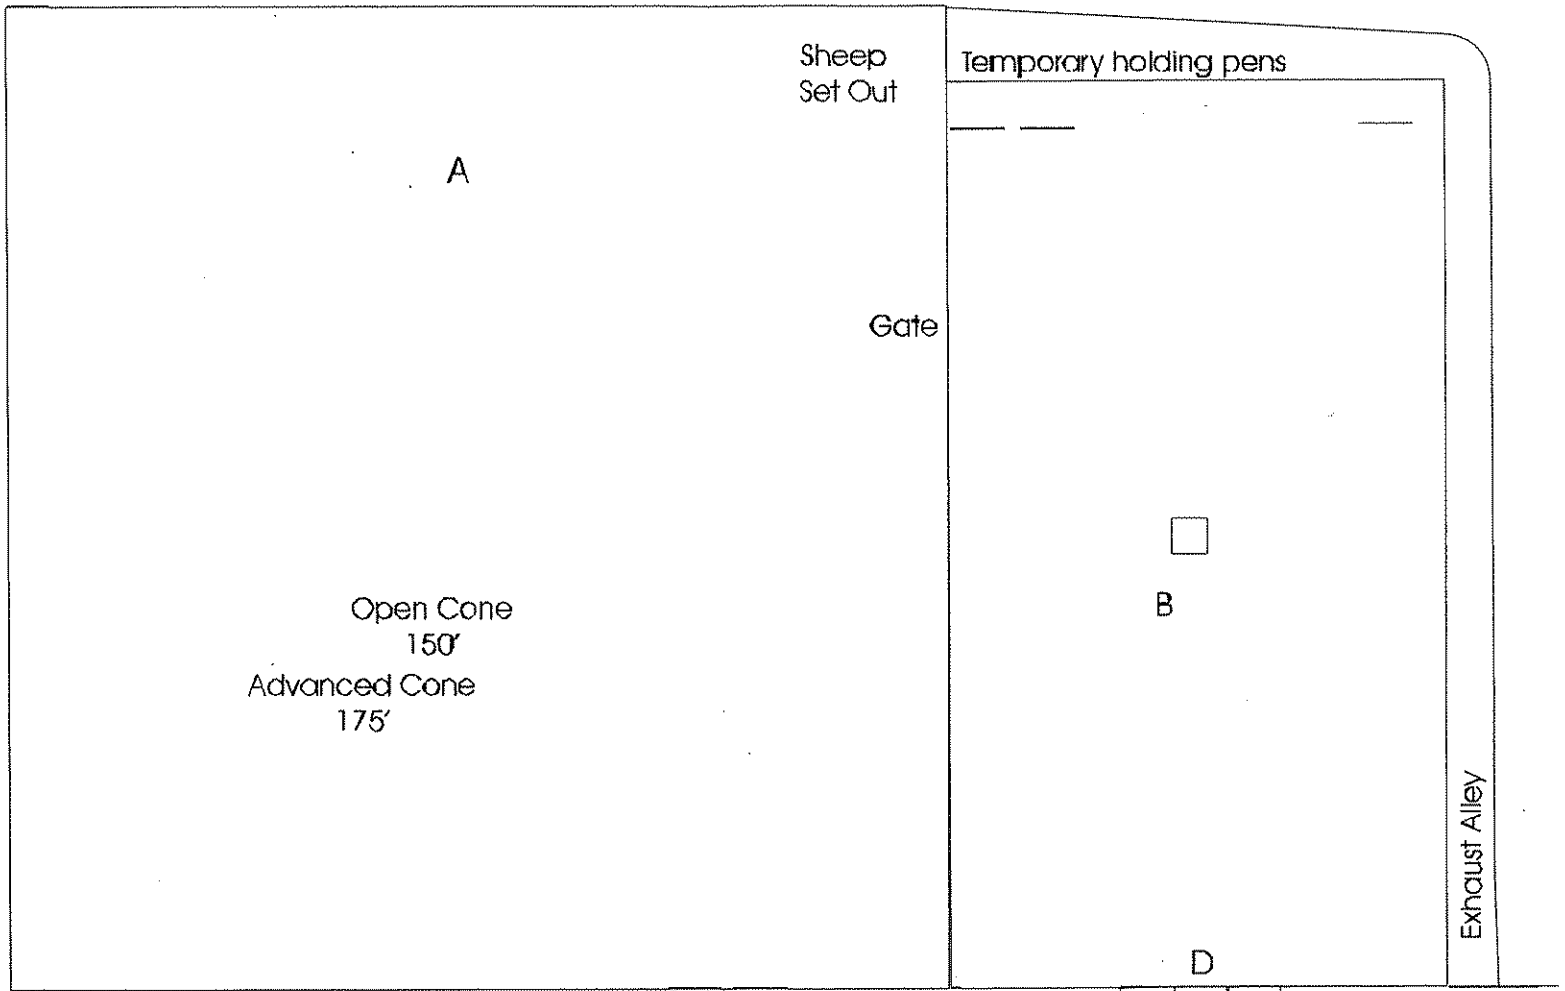 Sheep
Set Out
Temporary holding pens
A
Gate
Open Cone
150'
B
Advanced Cone
175'
Exhaust Alley
D